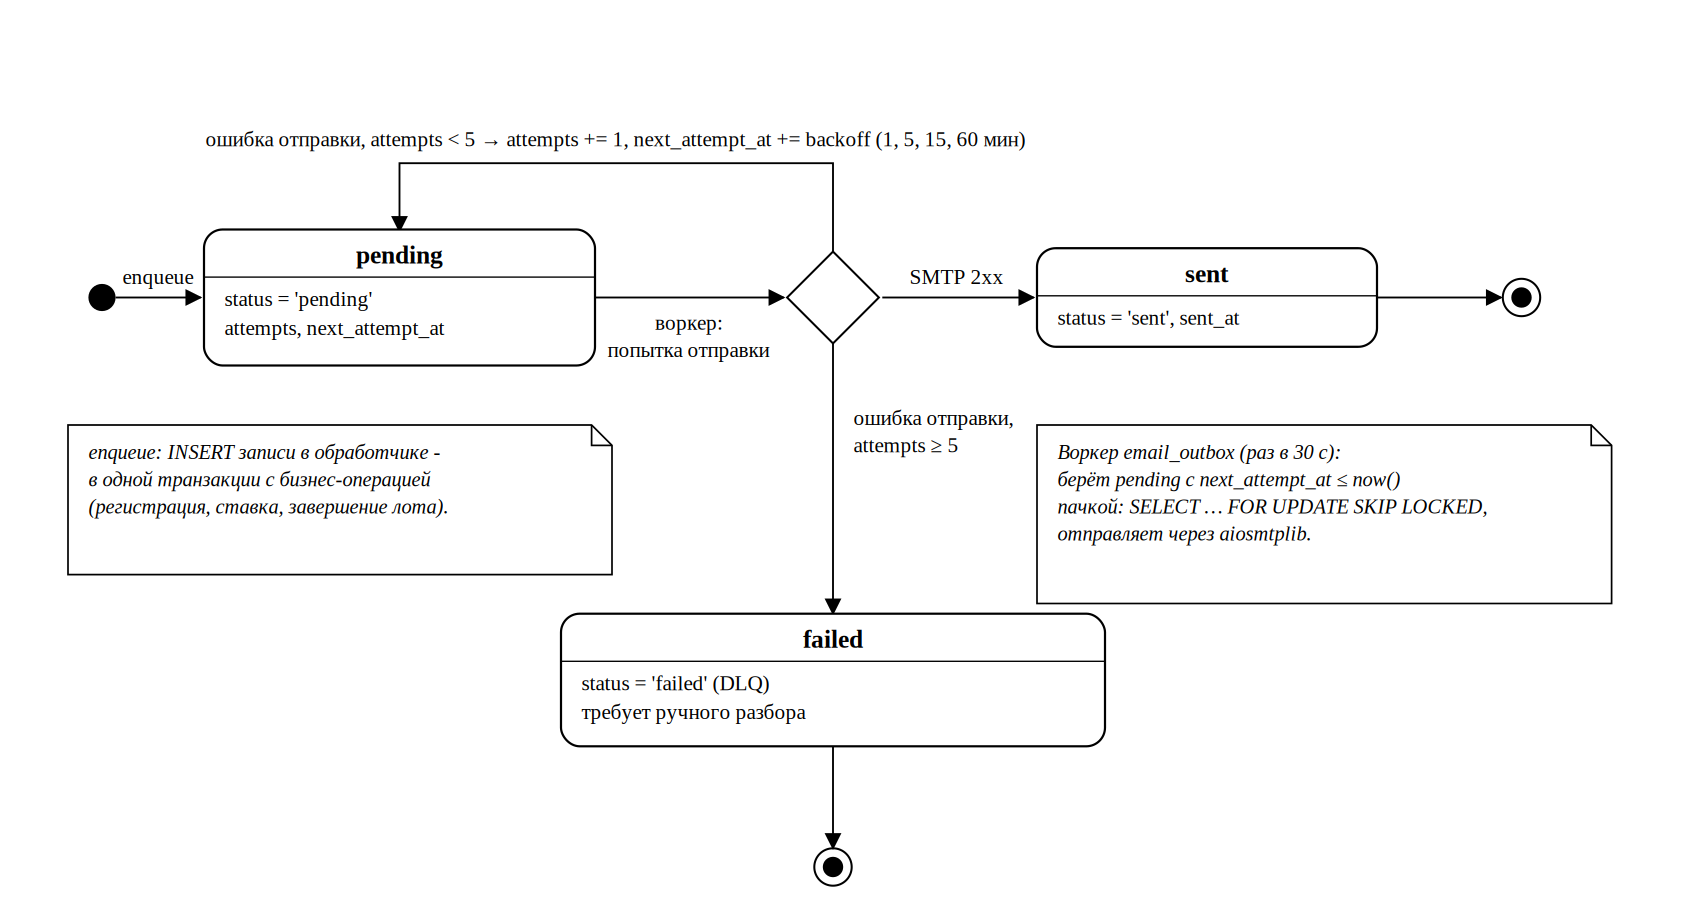 ошибка отправки, attempts < 5 → attempts += 1, next_attempt_at += backoff (1, 5, 15, 60 мин)
enqueue
pending
status = 'pending'
attempts, next_attempt_at
воркер:
попытка отправки
SMTP 2xx
sent
status = 'sent', sent_at
ошибка отправки,
attempts ≥ 5
enqueue: INSERT записи в обработчике -
в одной транзакции с бизнес-операцией
(регистрация, ставка, завершение лота).
Воркер email_outbox (раз в 30 с):
берёт pending с next_attempt_at ≤ now()
пачкой: SELECT … FOR UPDATE SKIP LOCKED,
отправляет через aiosmtplib.
failed
status = 'failed' (DLQ)
требует ручного разбора